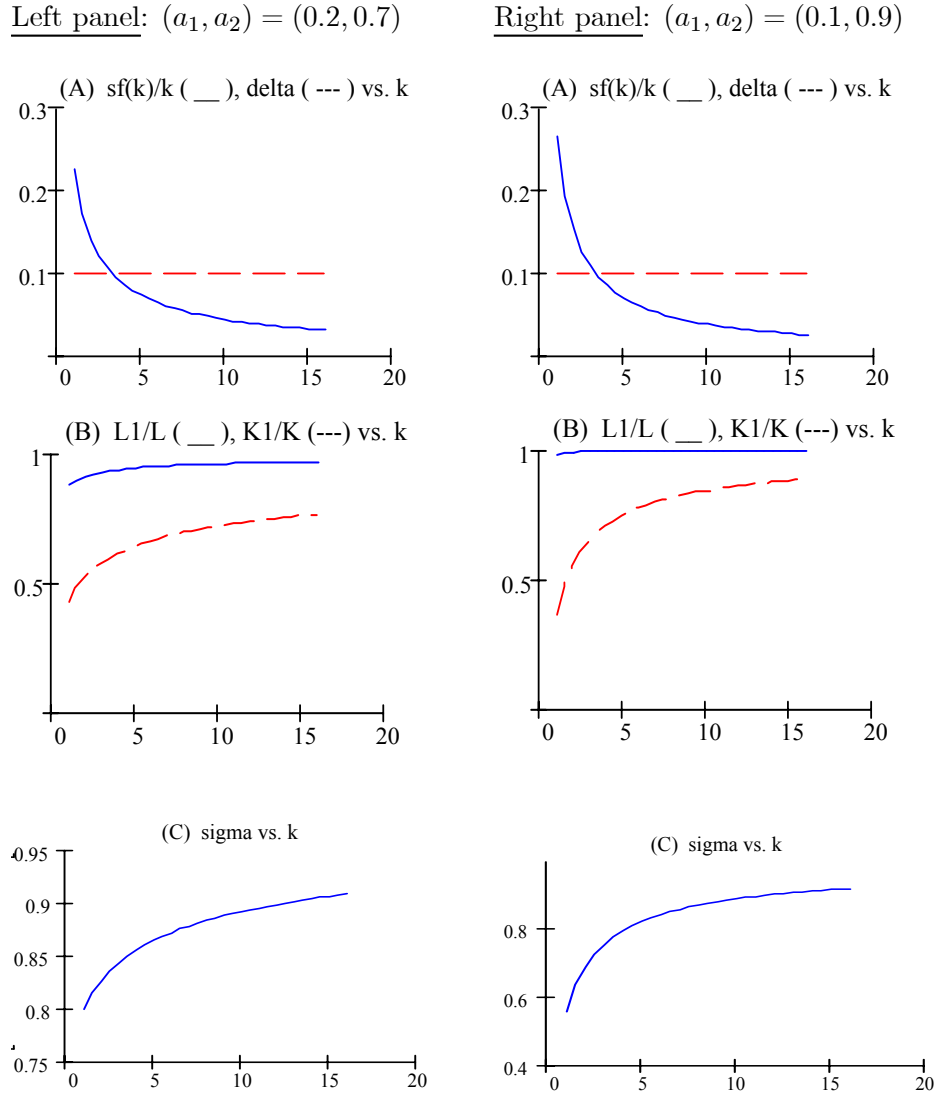 Left panel: (a₁, a₂) = (0.2, 0.7)
Right panel: (a₁, a₂) = (0.1, 0.9)
(A) sf(k)/k ( __ ), delta ( --- ) vs. k
0.3
0.2
0.1
0 5 10 15 20
(A) sf(k)/k ( __ ), delta ( --- ) vs. k
0.3
0.2
0.1
0 5 10 15 20
(B) L1/L ( __ ), K1/K (---) vs. k
1
0.5
0 5 10 15 20
(B) L1/L ( __ ), K1/K (---) vs. k
1
0.5
0 5 10 15 20
(C) sigma vs. k
0.95
0.9
0.85
0.8
0.75
0 5 10 15 20
(C) sigma vs. k
0.8
0.6
0.4
0 5 10 15 20